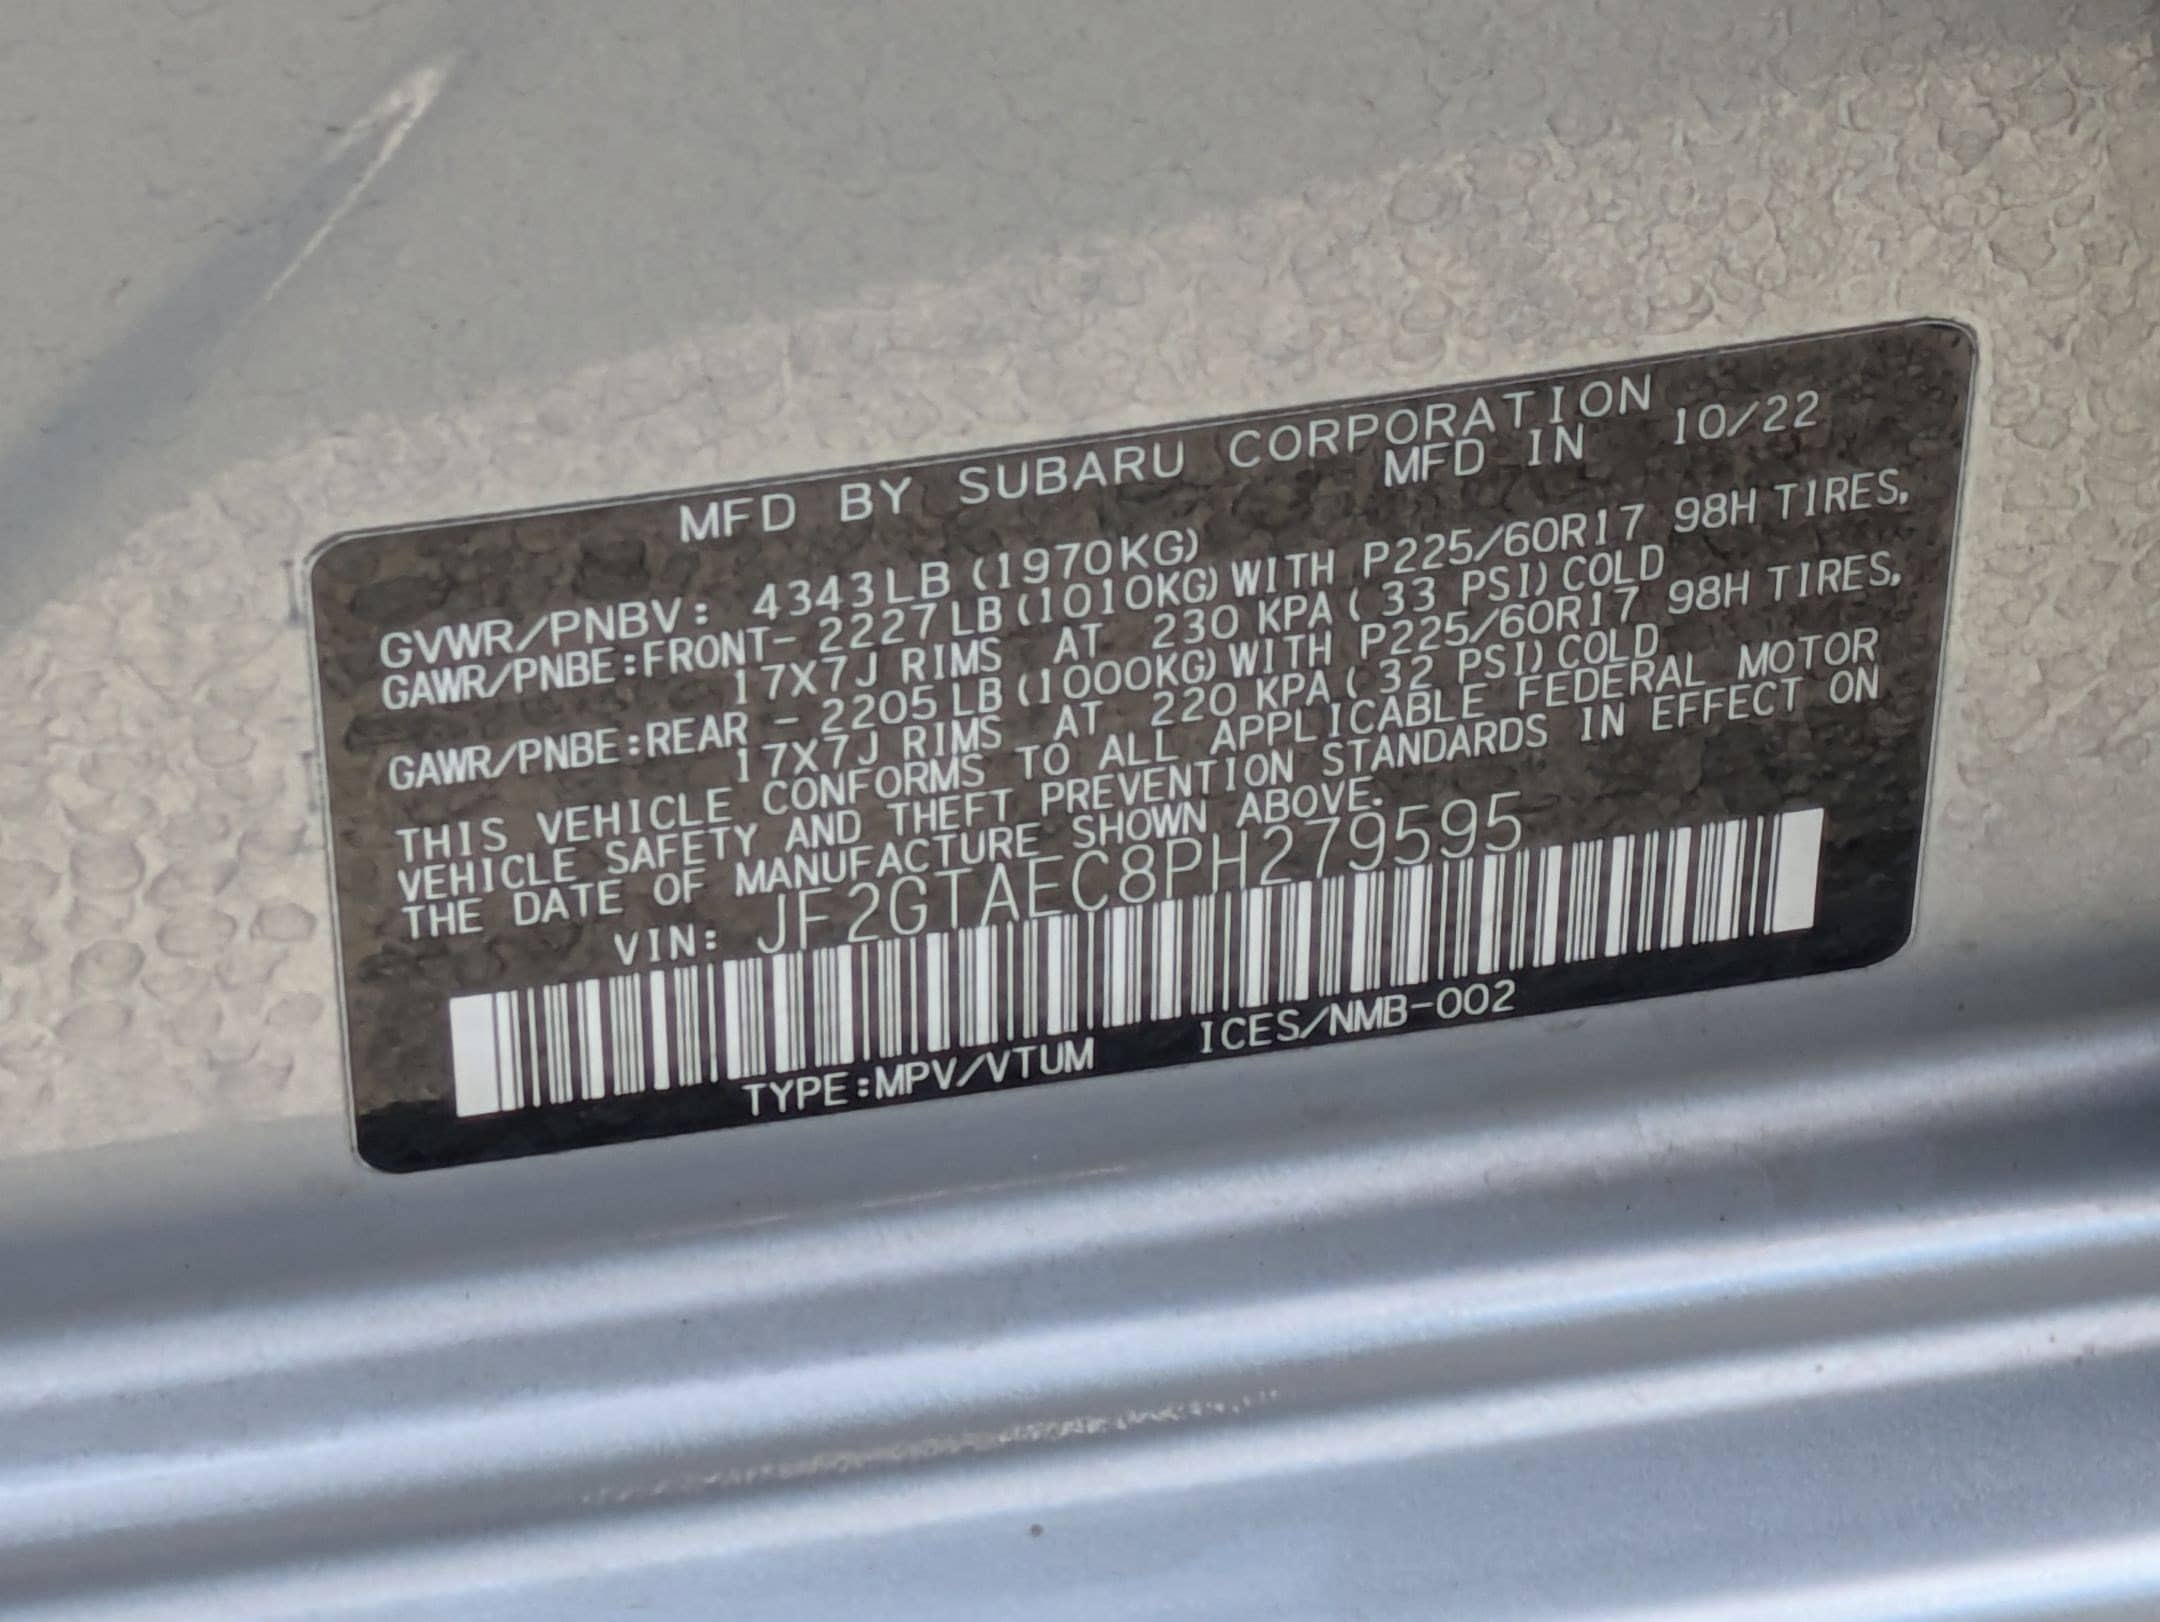 MFD BY SUBARU CORPORATION
MFD IN 10/22
GVWR/PNBV: 4343LB (1970KG)
GAWR/PNBE:FRONT- 2227LB (1010KG) WITH P225/60R17 98H TIRES,
17X7J RIMS AT 230 KPA ( 33 PSI) COLD
GAWR/PNBE:REAR - 2205LB (1000KG) WITH P225/60R17 98H TIRES,
17X7J RIMS AT 220 KPA ( 32 PSI) COLD
THIS VEHICLE CONFORMS TO ALL APPLICABLE FEDERAL MOTOR
VEHICLE SAFETY AND THEFT PREVENTION STANDARDS IN EFFECT ON
THE DATE OF MANUFACTURE SHOWN ABOVE.
VIN: JF2GTAEC8PH279595
TYPE:MPV/VTUM ICES/NMB-002